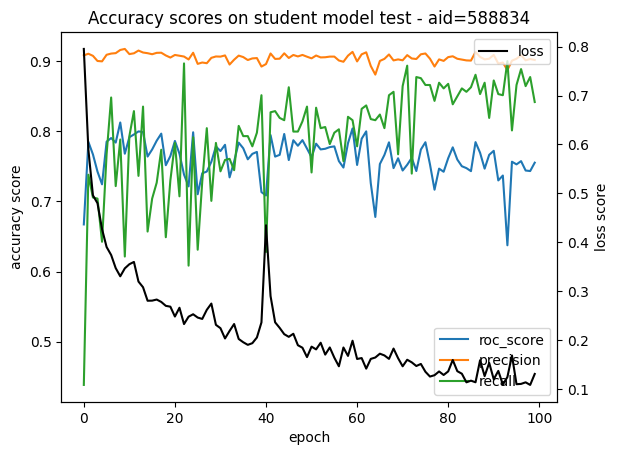 Accuracy scores on student model test - aid=588834
accuracy score
0.9
0.8
0.7
0.6
0.5
loss
0.8
0.7
0.6
0.5
0.4
0.3
0.2
0.1
loss score
roc_score
precision
recall
0
20
40
60
80
100
epoch